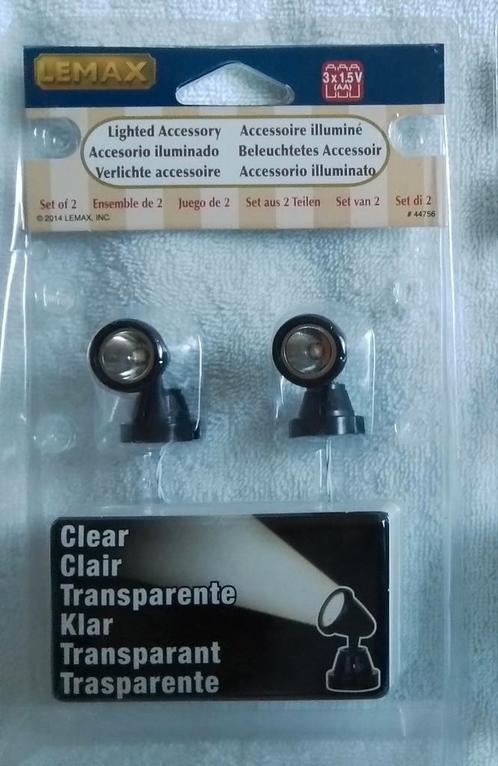 LEMAX
3 x 1.5 V
(AA)
Lighted Accessory Accessoire illuminé
Accesorio iluminado Beleuchtetes Accessoir
Verlichte accessoire Accessorio illuminato
Set of 2 Ensemble de 2 Juego de 2 Set aus 2 Teilen Set van 2 Set di 2
© 2014 LEMAX, INC. # 44756
Clear
Clair
Transparente
Klar
Transparant
Trasparente